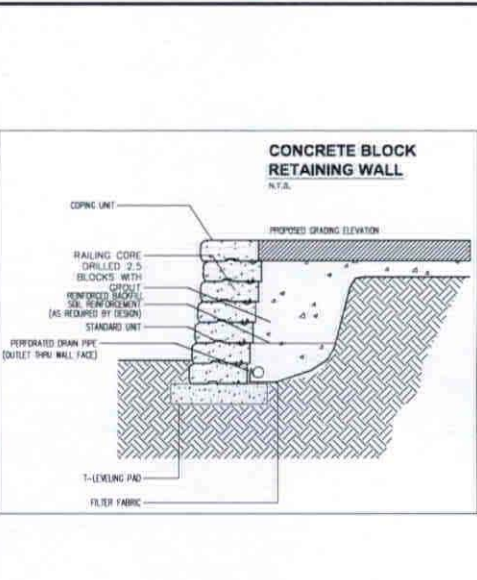 CONCRETE BLOCK
RETAINING WALL
N.T.S.
COPING UNIT
PROPOSED GRADING ELEVATION
RAILING CORE
DRILLED 2.5
BLOCKS WITH
GROUT
REINFORCED BACKFILL
SOIL REINFORCEMENT
(AS REQUIRED BY DESIGN)
STANDARD UNIT
PERFORATED DRAIN PIPE
(OUTLET THRU WALL FACE)
T-LEVELING PAD
FILTER FABRIC